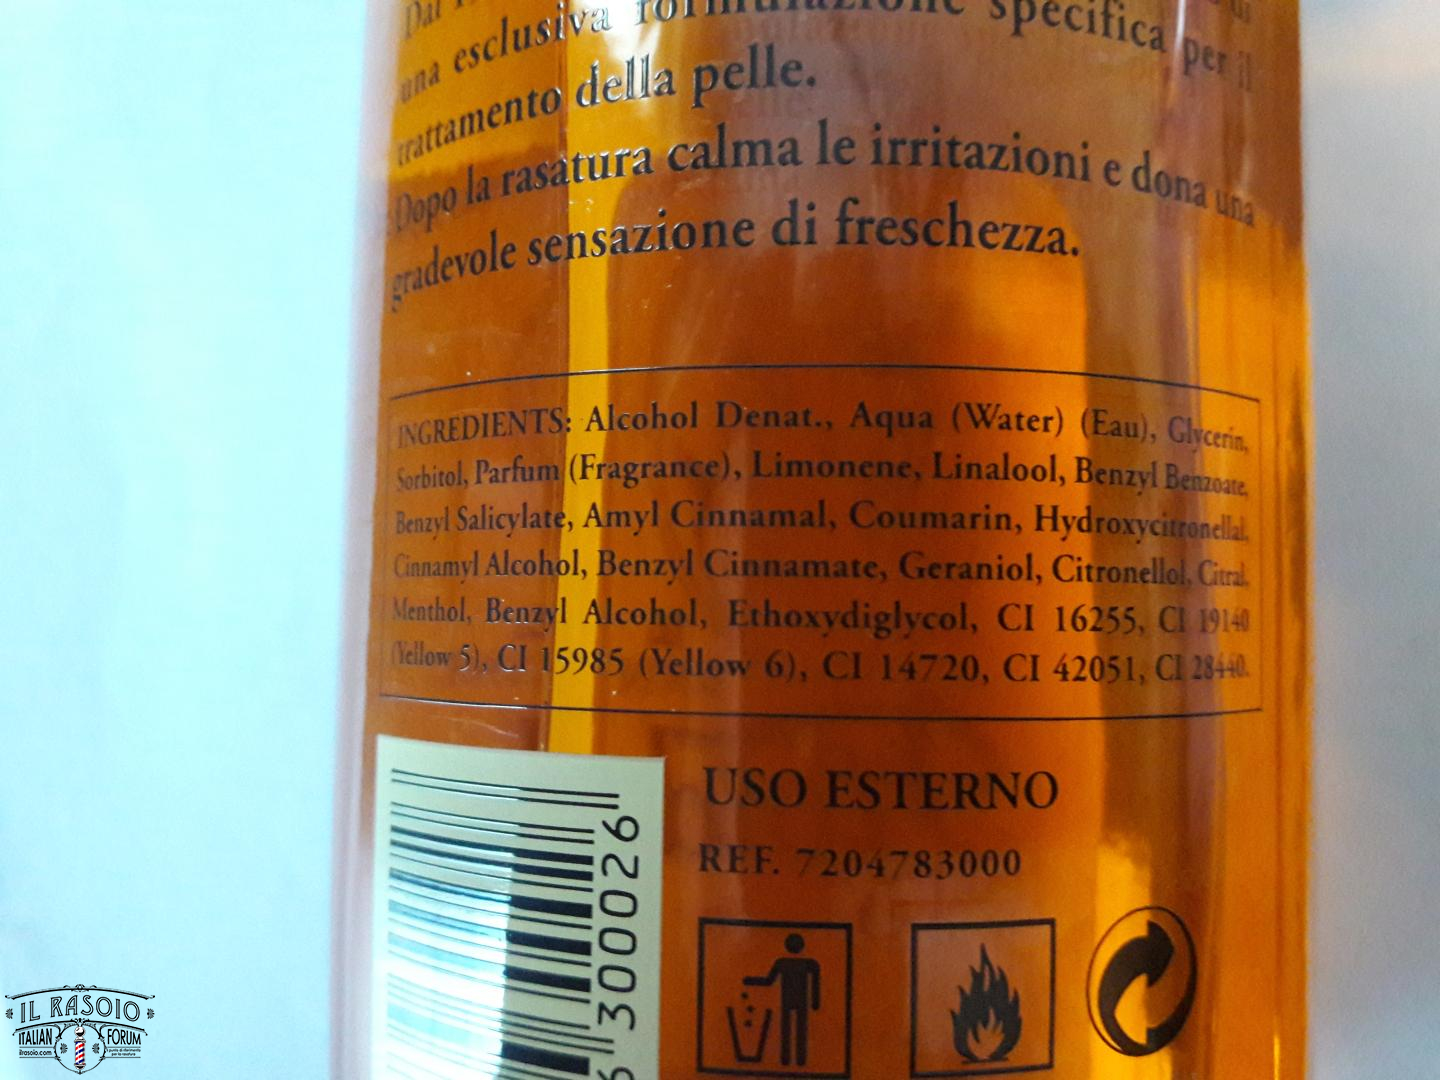 Dal
una esclusiva formulazione specifica per il
trattamento della pelle.
Dopo la rasatura calma le irritazioni e dona una
gradevole sensazione di freschezza.
INGREDIENTS: Alcohol Denat., Aqua (Water) (Eau), Glycerin,
Sorbitol, Parfum (Fragrance), Limonene, Linalool, Benzyl Benzoate,
Benzyl Salicylate, Amyl Cinnamal, Coumarin, Hydroxycitronellal,
Cinnamyl Alcohol, Benzyl Cinnamate, Geraniol, Citronellol, Citral,
Menthol, Benzyl Alcohol, Ethoxydiglycol, CI 16255, CI 19140
(Yellow 5), CI 15985 (Yellow 6), CI 14720, CI 42051, CI 28440.
USO ESTERNO
REF. 7204783000
300026
IL RASOIO
ITALIAN FORUM
ilrasoio.com